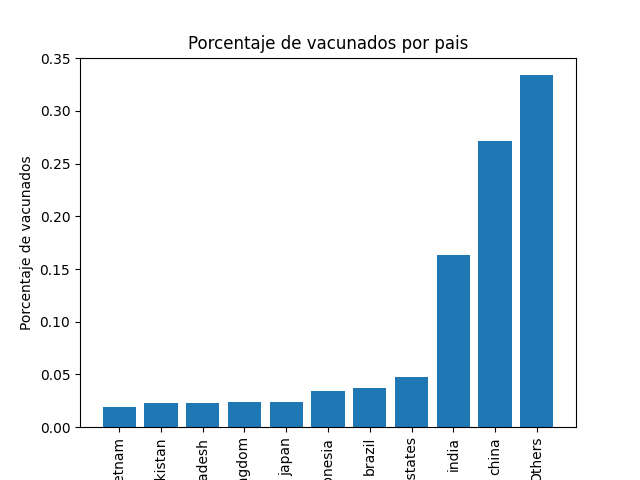 Porcentaje de vacunados por pais
Porcentaje de vacunados
0.35
0.30
0.25
0.20
0.15
0.10
0.05
0.00
etnam
kistan
adesh
gdom
japan
onesia
brazil
states
india
china
Others